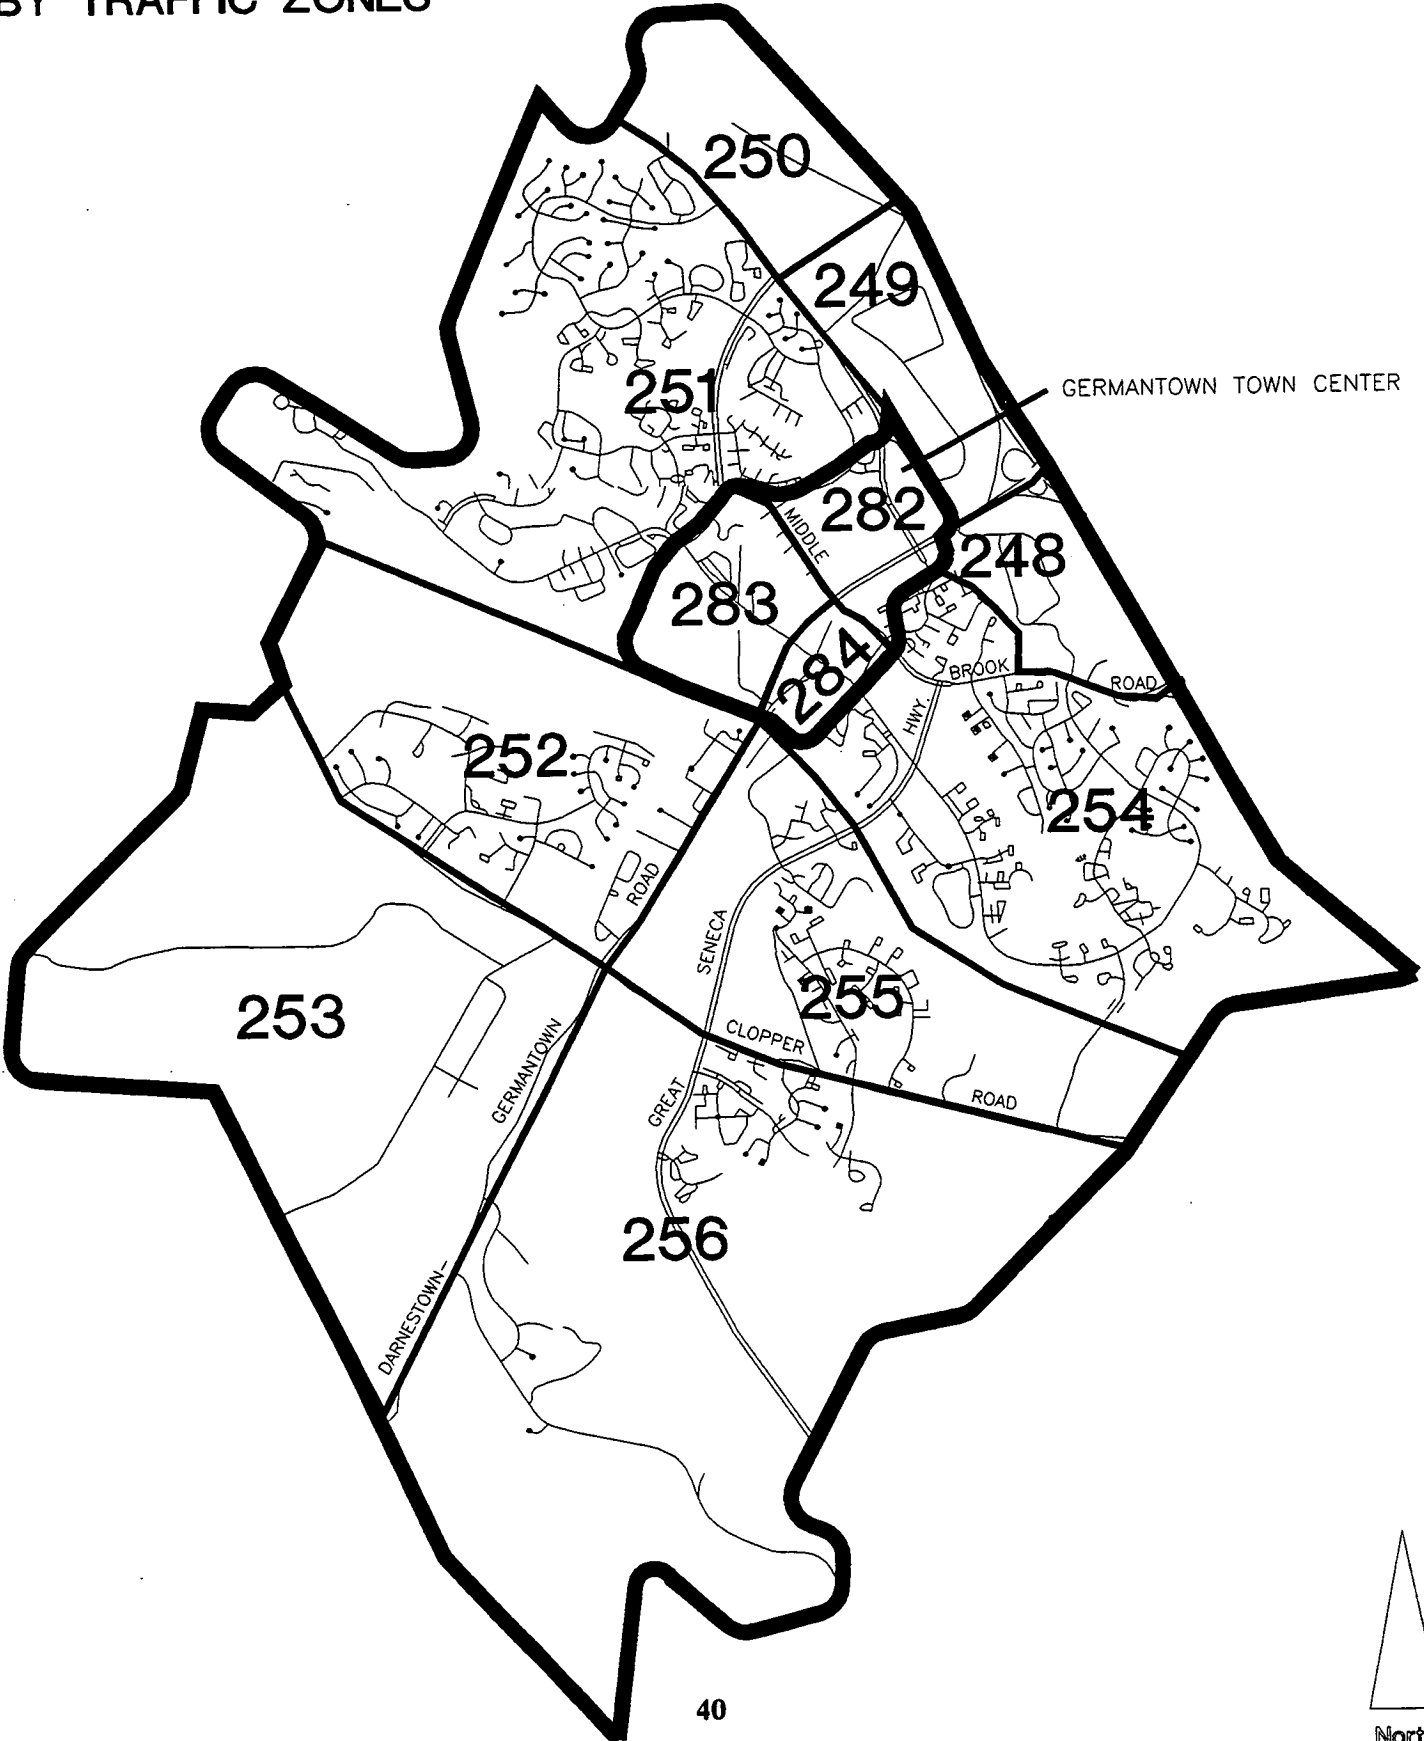 BY TRAFFIC ZONES
250
249
GERMANTOWN TOWN CENTER
251
282
MIDDLE
248
283
284
BROOK
ROAD
HWY.
252
254
ROAD
SENECA
255
253
CLOPPER
GERMANTOWN
ROAD
GREAT
256
DARNESTOWN-
40